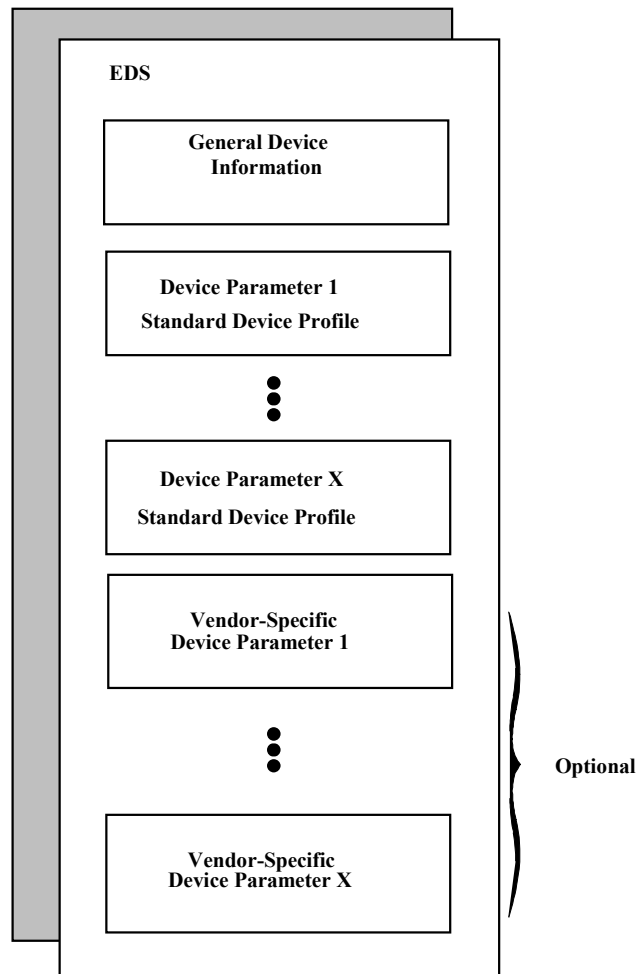 EDS
General Device
Information
Device Parameter 1
Standard Device Profile
Device Parameter X
Standard Device Profile
Vendor-Specific
Device Parameter 1
Optional
Vendor-Specific
Device Parameter X